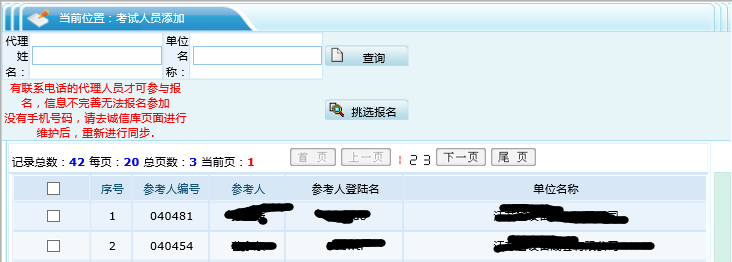 当前位置：考试人员添加
代理姓名：
单位名称：
查询
有联系电话的代理人员才可参与报
名，信息不完善无法报名参加
没有手机号码，请去诚信库页面进行
维护后，重新进行同步.
挑选报名
记录总数：42 每页：20 总页数：3 当前页：1 首 页 上一页 1 2 3 下一页 尾 页
序号 参考人编号 参考人 参考人登陆名 单位名称
1 040481
2 040454